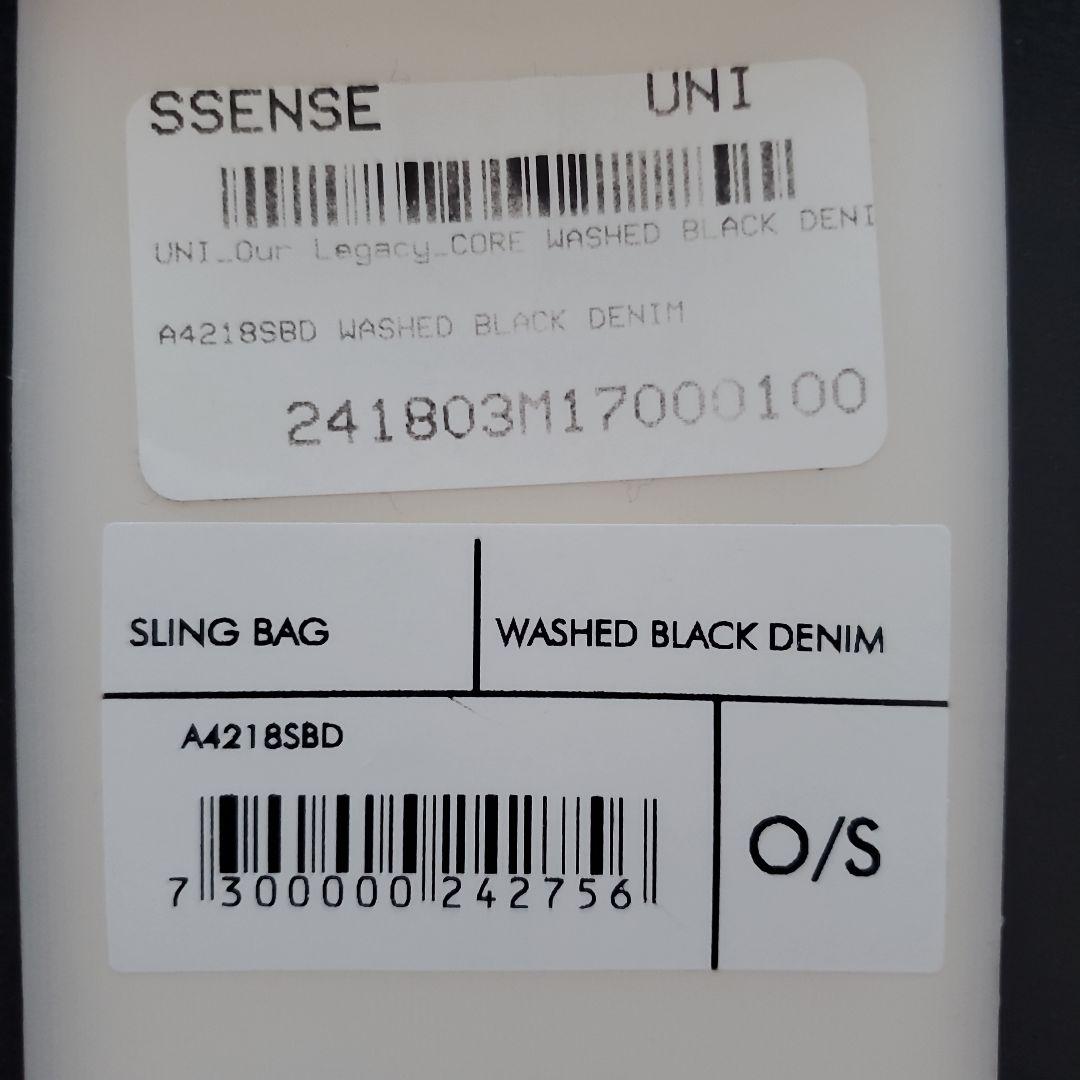 SSENSE UNI
UNI_Our Legacy_CORE WASHED BLACK DENI
A4218SBD WASHED BLACK DENIM
241803M17000100
SLING BAG
WASHED BLACK DENIM
A4218SBD
O/S
7 300000 242756